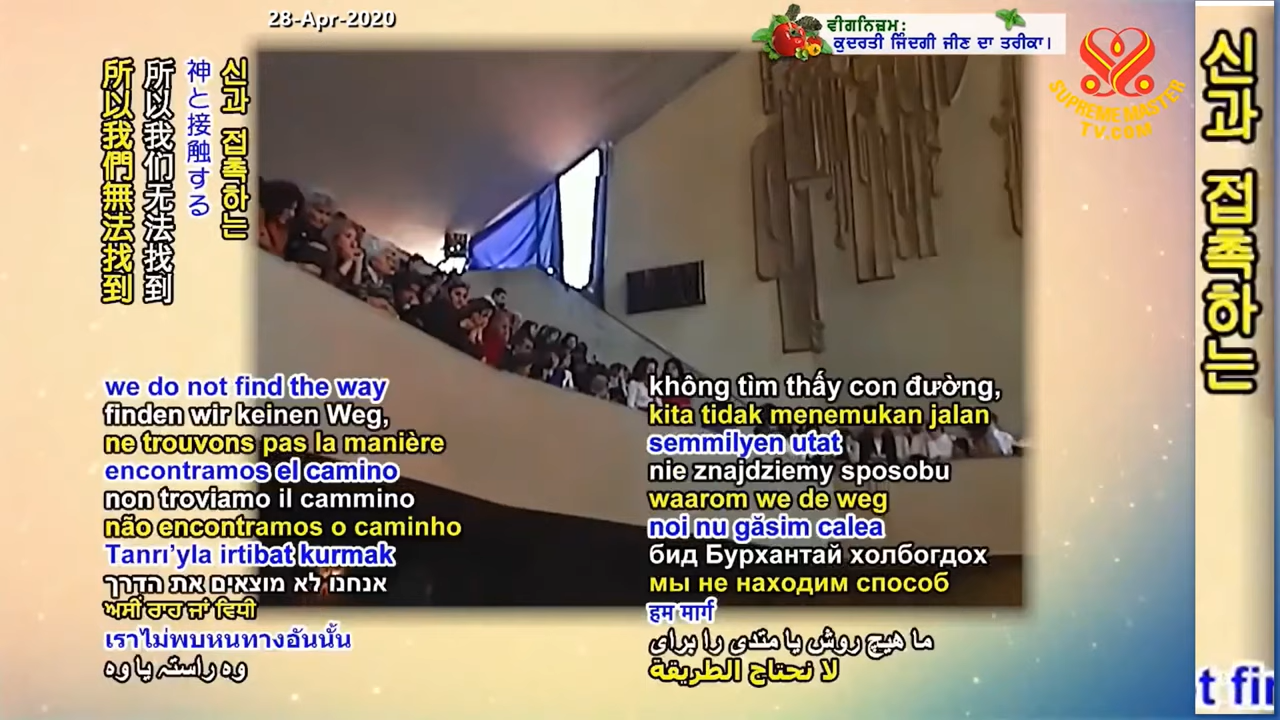 28-Apr-2020
ਵੀਗਨਿਜ਼ਮ:
ਕੁਦਰਤੀ ਜ਼ਿੰਦਗੀ ਜੀਣ ਦਾ ਤਰੀਕਾ।
SUPREME MASTER
TV.COM
신과 접촉하는
神と接触する
所以我们无法找到
所以我們無法找到
신과 접촉하는
we do not find the way
finden wir keinen Weg,
ne trouvons pas la manière
encontramos el camino
non troviamo il cammino
não encontramos o caminho
Tanrı’yla irtibat kurmak
אנחנו לא מוצאים את הדרך
ਅਸੀਂ ਰਾਹ ਜਾਂ ਵਿਧੀ
เราไม่พบหนทางอันนั้น
وہ راستہ یا وہ
không tìm thấy con đường,
kita tidak menemukan jalan
semmilyen utat
nie znajdziemy sposobu
waarom we de weg
noi nu găsim calea
бид Бурхантай холбогдох
мы не находим способ
हम मार्ग
ما هیچ روش یا متدی را برای
لا نحتاج الطريقة
t fin